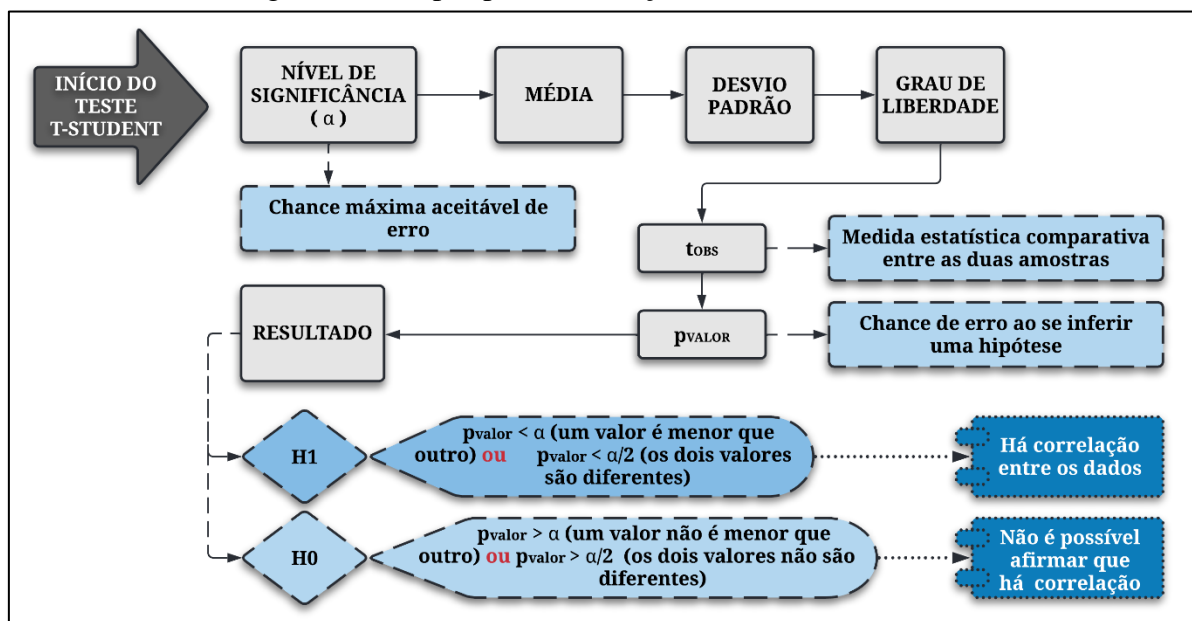 INÍCIO DO
TESTE
T-STUDENT
NÍVEL DE
SIGNIFICÂNCIA
( α )
MÉDIA
DESVIO
PADRÃO
GRAU DE
LIBERDADE
Chance máxima aceitável de
erro
tOBS
Medida estatística comparativa
entre as duas amostras
RESULTADO
pVALOR
Chance de erro ao se inferir
uma hipótese
H1
pvalor < α (um valor é menor que
outro) ou pvalor < α/2 (os dois valores
são diferentes)
Há correlação
entre os dados
H0
pvalor > α (um valor não é menor que
outro) ou pvalor > α/2 (os dois valores não são
diferentes)
Não é possível
afirmar que
há correlação